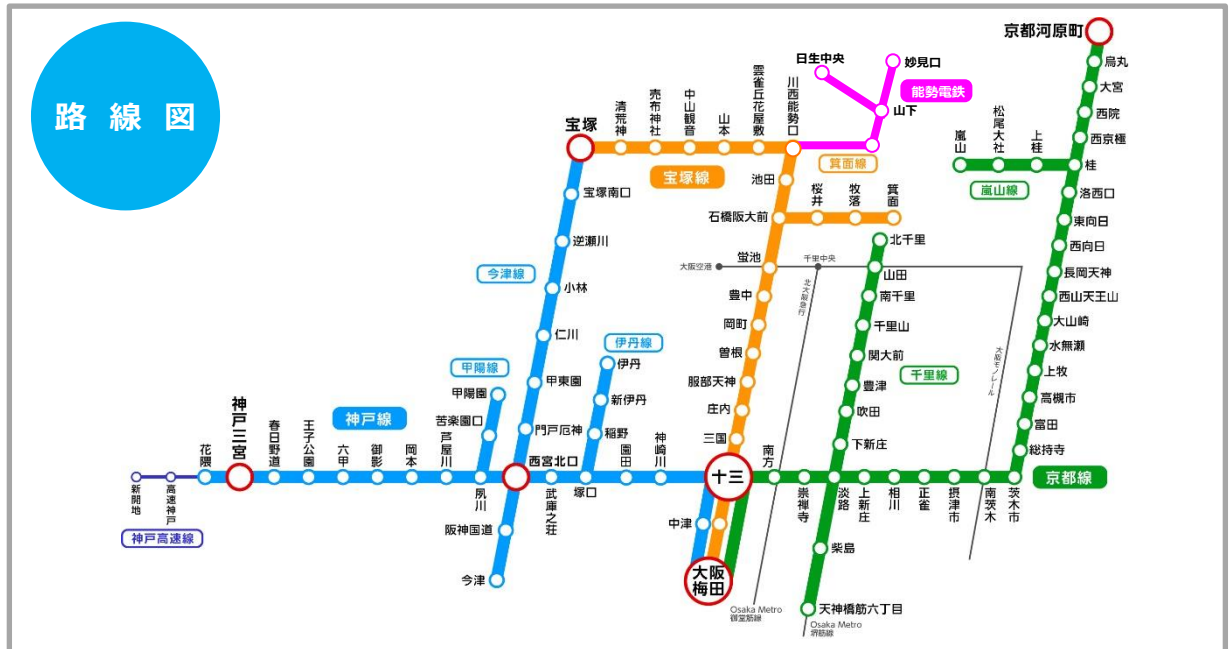 路線図
京都河原町
烏丸
大宮
西院
西京極
桂
洛西口
東向日
西向日
長岡天神
西山天王山
大山崎
水無瀬
上牧
高槻市
富田
総持寺
京都線
嵐山
松尾大社
上桂
嵐山線
日生中央
妙見口
能勢電鉄
山下
宝塚
清荒神
売布神社
中山観音
山本
雲雀丘花屋敷
川西能勢口
宝塚線
箕面線
池田
石橋阪大前
桜井
牧落
箕面
蛍池
豊中
岡町
曽根
服部天神
庄内
三国
大阪空港
千里中央
北大阪急行
大阪モノレール
北千里
山田
南千里
千里山
関大前
豊津
吹田
下新庄
千里線
宝塚南口
逆瀬川
小林
仁川
甲東園
門戸厄神
今津線
伊丹線
伊丹
新伊丹
稲野
甲陽線
甲陽園
苦楽園口
神戸線
新開地
高速神戸
神戸高速線
花隈
神戸三宮
春日野道
王子公園
六甲
御影
岡本
芦屋川
夙川
西宮北口
武庫之荘
塚口
園田
神崎川
十三
南方
崇禅寺
淡路
上新庄
相川
正雀
摂津市
南茨木
茨木市
阪神国道
今津
中津
大阪
梅田
柴島
天神橋筋六丁目
Osaka Metro
御堂筋線
Osaka Metro
堺筋線